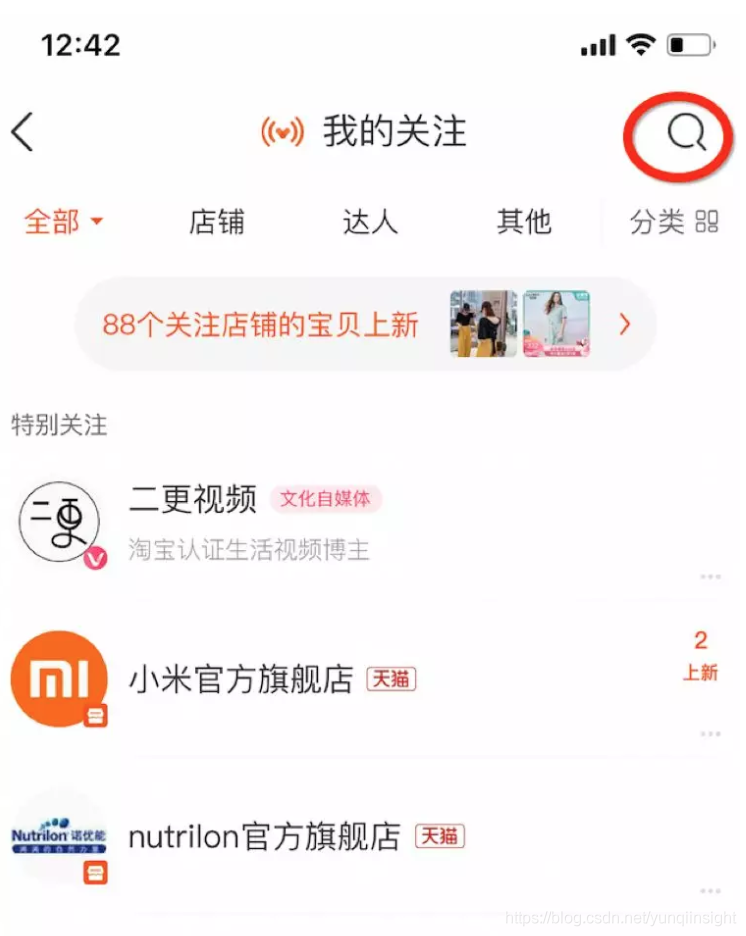 12:42
我的关注
全部 店铺 达人 其他 分类
88个关注店铺的宝贝上新
特别关注
二更
二更视频 文化自媒体
淘宝认证生活视频博主
小米官方旗舰店 天猫
2
上新
Nutrilon 诺优能
nutrilon官方旗舰店 天猫
https://blog.csdn.net/yunqiinsight